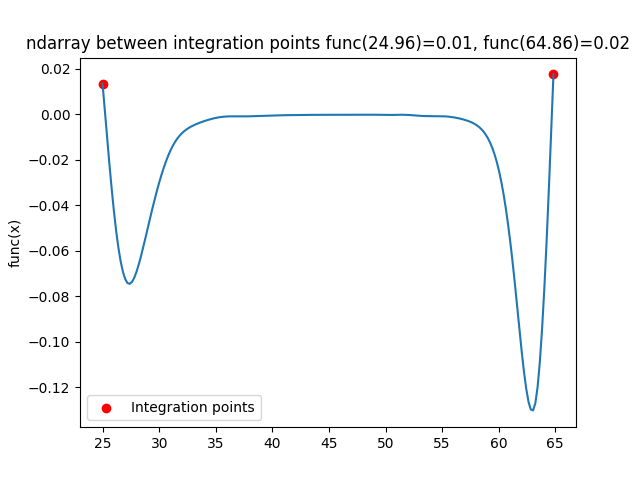 ndarray between integration points func(24.96)=0.01, func(64.86)=0.02
0.02
0.00
−0.02
−0.04
−0.06
−0.08
−0.10
−0.12
func(x)
Integration points
25 30 35 40 45 50 55 60 65